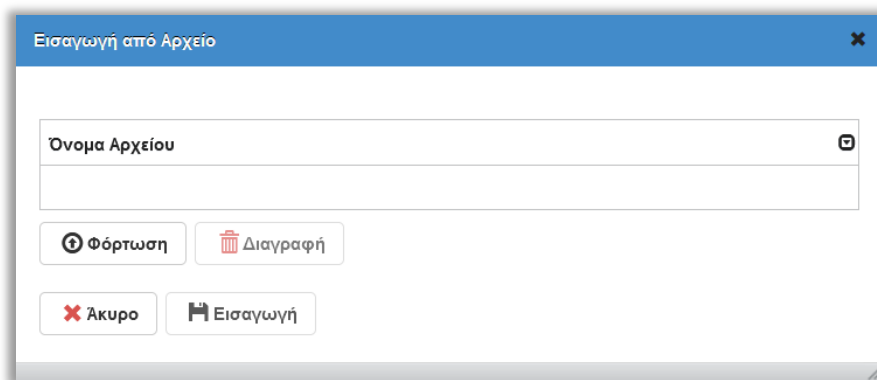 Εισαγωγή από Αρχείο
Όνομα Αρχείου
Φόρτωση Διαγραφή
Άκυρο Εισαγωγή